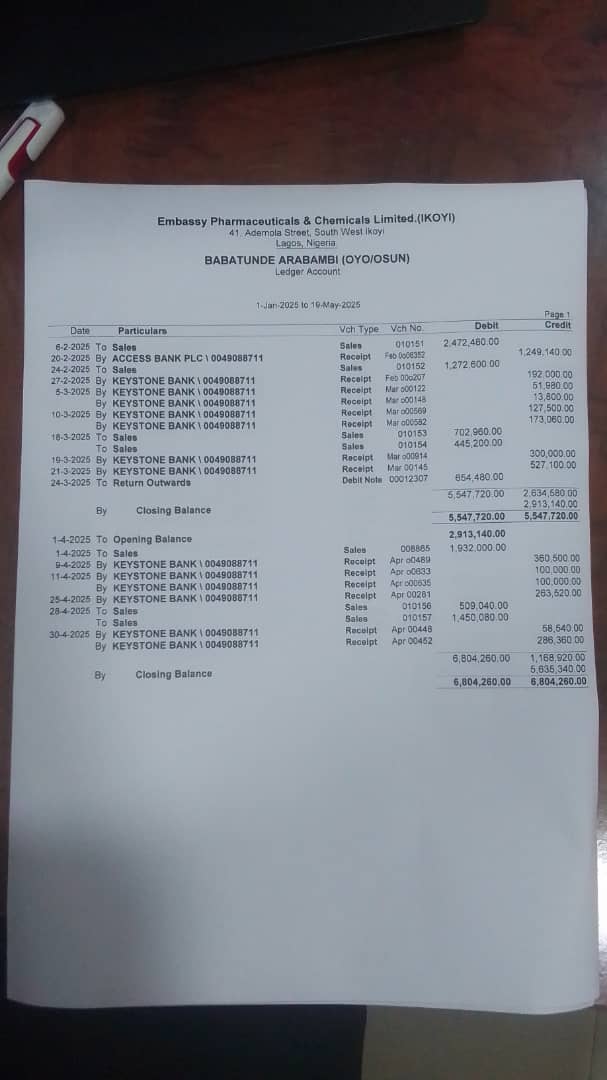 Embassy Pharmaceuticals & Chemicals Limited.(IKOYI)
41, Ademola Street, South West Ikoyi
Lagos, Nigeria.
BABATUNDE ARABAMBI (OYO/OSUN)
Ledger Account
1-Jan-2025 to 19-May-2025
Page 1
Date Particulars Vch Type Vch No. Debit Credit
6-2-2025 To Sales Sales 010151 2,472,480.00
20-2-2025 By ACCESS BANK PLC \ 0049088711 Receipt Feb 0o6352 1,249,140.00
24-2-2025 To Sales Sales 010152 1,272,600.00
27-2-2025 By KEYSTONE BANK \ 0049088711 Receipt Feb 00o207 192,000.00
5-3-2025 By KEYSTONE BANK \ 0049088711 Receipt Mar o00122 51,980.00
By KEYSTONE BANK \ 0049088711 Receipt Mar o00148 13,800.00
10-3-2025 By KEYSTONE BANK \ 0049088711 Receipt Mar o00569 127,500.00
By KEYSTONE BANK \ 0049088711 Receipt Mar o00582 173,060.00
18-3-2025 To Sales Sales 010153 702,960.00
To Sales Sales 010154 445,200.00
19-3-2025 By KEYSTONE BANK \ 0049088711 Receipt Mar o00914 300,000.00
21-3-2025 By KEYSTONE BANK \ 0049088711 Receipt Mar 00145 527,100.00
24-3-2025 To Return Outwards Debit Note 00012307 654,480.00
5,547,720.00 2,634,580.00
By Closing Balance 2,913,140.00
5,547,720.00 5,547,720.00
1-4-2025 To Opening Balance 2,913,140.00
1-4-2025 To Sales Sales 008865 1,932,000.00
9-4-2025 By KEYSTONE BANK \ 0049088711 Receipt Apr o0489 360,500.00
11-4-2025 By KEYSTONE BANK \ 0049088711 Receipt Apr o0633 100,000.00
By KEYSTONE BANK \ 0049088711 Receipt Apr o00635 100,000.00
25-4-2025 By KEYSTONE BANK \ 0049088711 Receipt Apr 00281 263,520.00
28-4-2025 To Sales Sales 010156 509,040.00
To Sales Sales 010157 1,450,080.00
30-4-2025 By KEYSTONE BANK \ 0049088711 Receipt Apr 00448 58,540.00
By KEYSTONE BANK \ 0049088711 Receipt Apr 00452 286,360.00
6,804,260.00 1,168,920.00
By Closing Balance 5,635,340.00
6,804,260.00 6,804,260.00